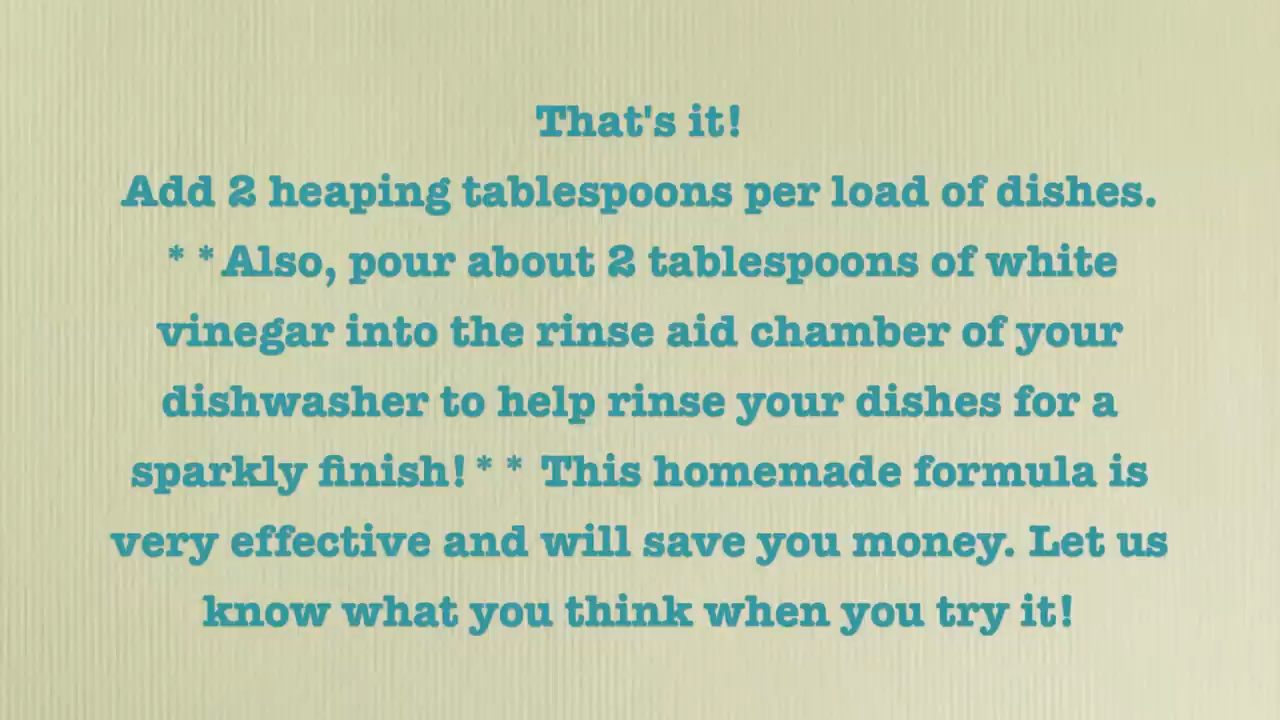 That's it!
Add 2 heaping tablespoons per load of dishes.
**Also, pour about 2 tablespoons of white
vinegar into the rinse aid chamber of your
dishwasher to help rinse your dishes for a
sparkly finish!** This homemade formula is
very effective and will save you money. Let us
know what you think when you try it!